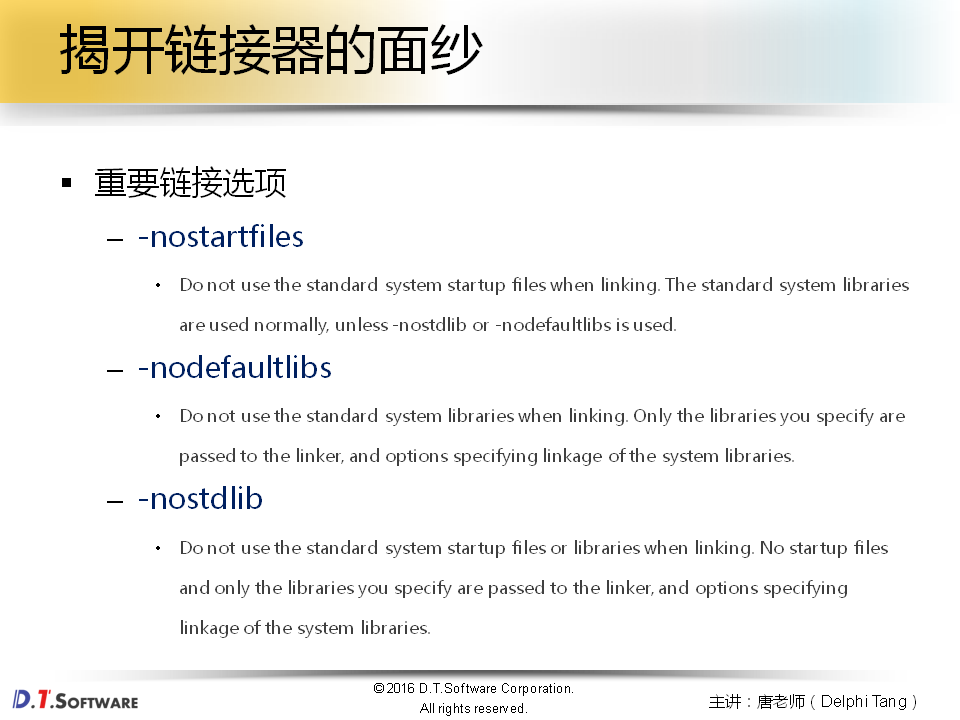 揭开链接器的面纱
重要链接选项
– -nostartfiles
Do not use the standard system startup files when linking. The standard system libraries
are used normally, unless -nostdlib or -nodefaultlibs is used.
– -nodefaultlibs
Do not use the standard system libraries when linking. Only the libraries you specify are
passed to the linker, and options specifying linkage of the system libraries.
– -nostdlib
Do not use the standard system startup files or libraries when linking. No startup files
and only the libraries you specify are passed to the linker, and options specifying
linkage of the system libraries.
D.T.SOFTWARE
©2016 D.T.Software Corporation.
All rights reserved.
主讲：唐老师（Delphi Tang）